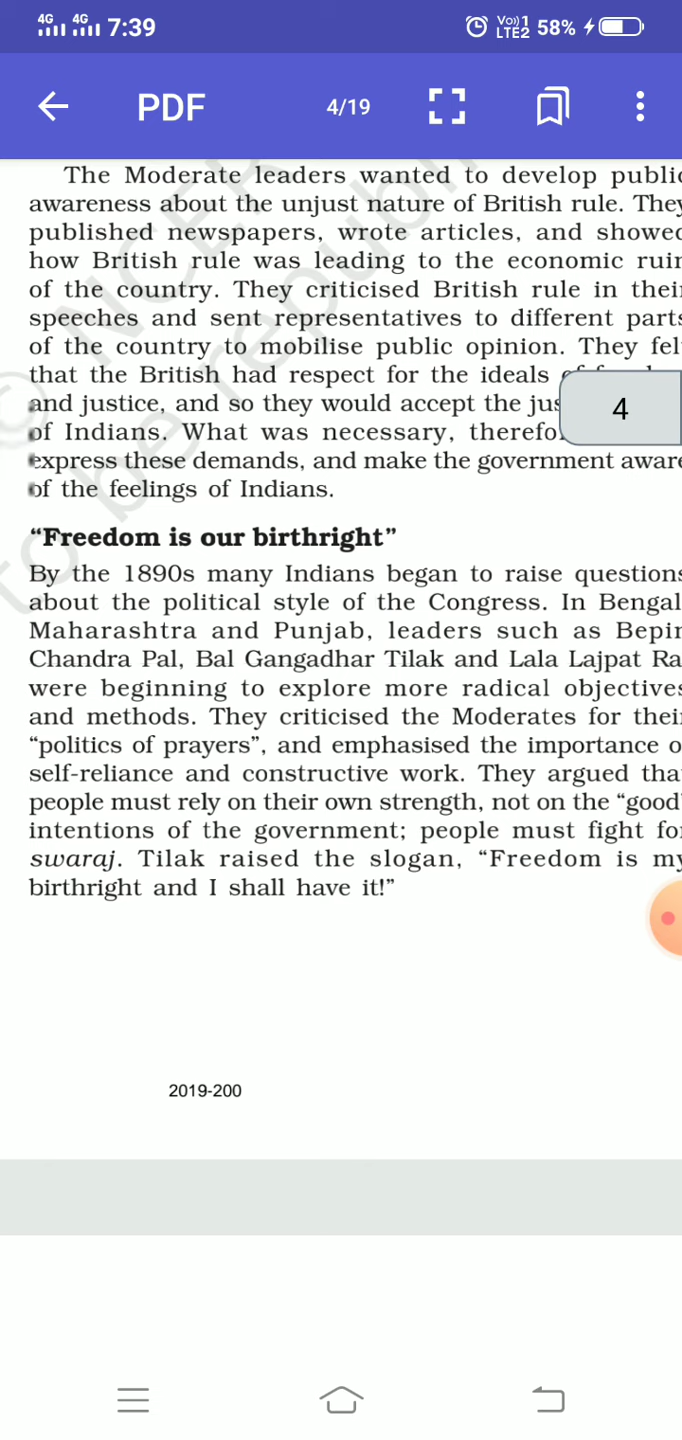 4G 4G 7:39 Vo)) 1 LTE2 58%
PDF 4/19
The Moderate leaders wanted to develop public
awareness about the unjust nature of British rule. They
published newspapers, wrote articles, and showed
how British rule was leading to the economic ruin
of the country. They criticised British rule in their
speeches and sent representatives to different parts
of the country to mobilise public opinion. They felt
that the British had respect for the ideals of
and justice, and so they would accept the jus
4
of Indians. What was necessary, therefo
express these demands, and make the government aware
of the feelings of Indians.
“Freedom is our birthright”
By the 1890s many Indians began to raise questions
about the political style of the Congress. In Bengal
Maharashtra and Punjab, leaders such as Bepin
Chandra Pal, Bal Gangadhar Tilak and Lala Lajpat Ra
were beginning to explore more radical objectives
and methods. They criticised the Moderates for their
“politics of prayers”, and emphasised the importance o
self-reliance and constructive work. They argued tha
people must rely on their own strength, not on the “good”
intentions of the government; people must fight for
swaraj. Tilak raised the slogan, “Freedom is my
birthright and I shall have it!”
2019-200